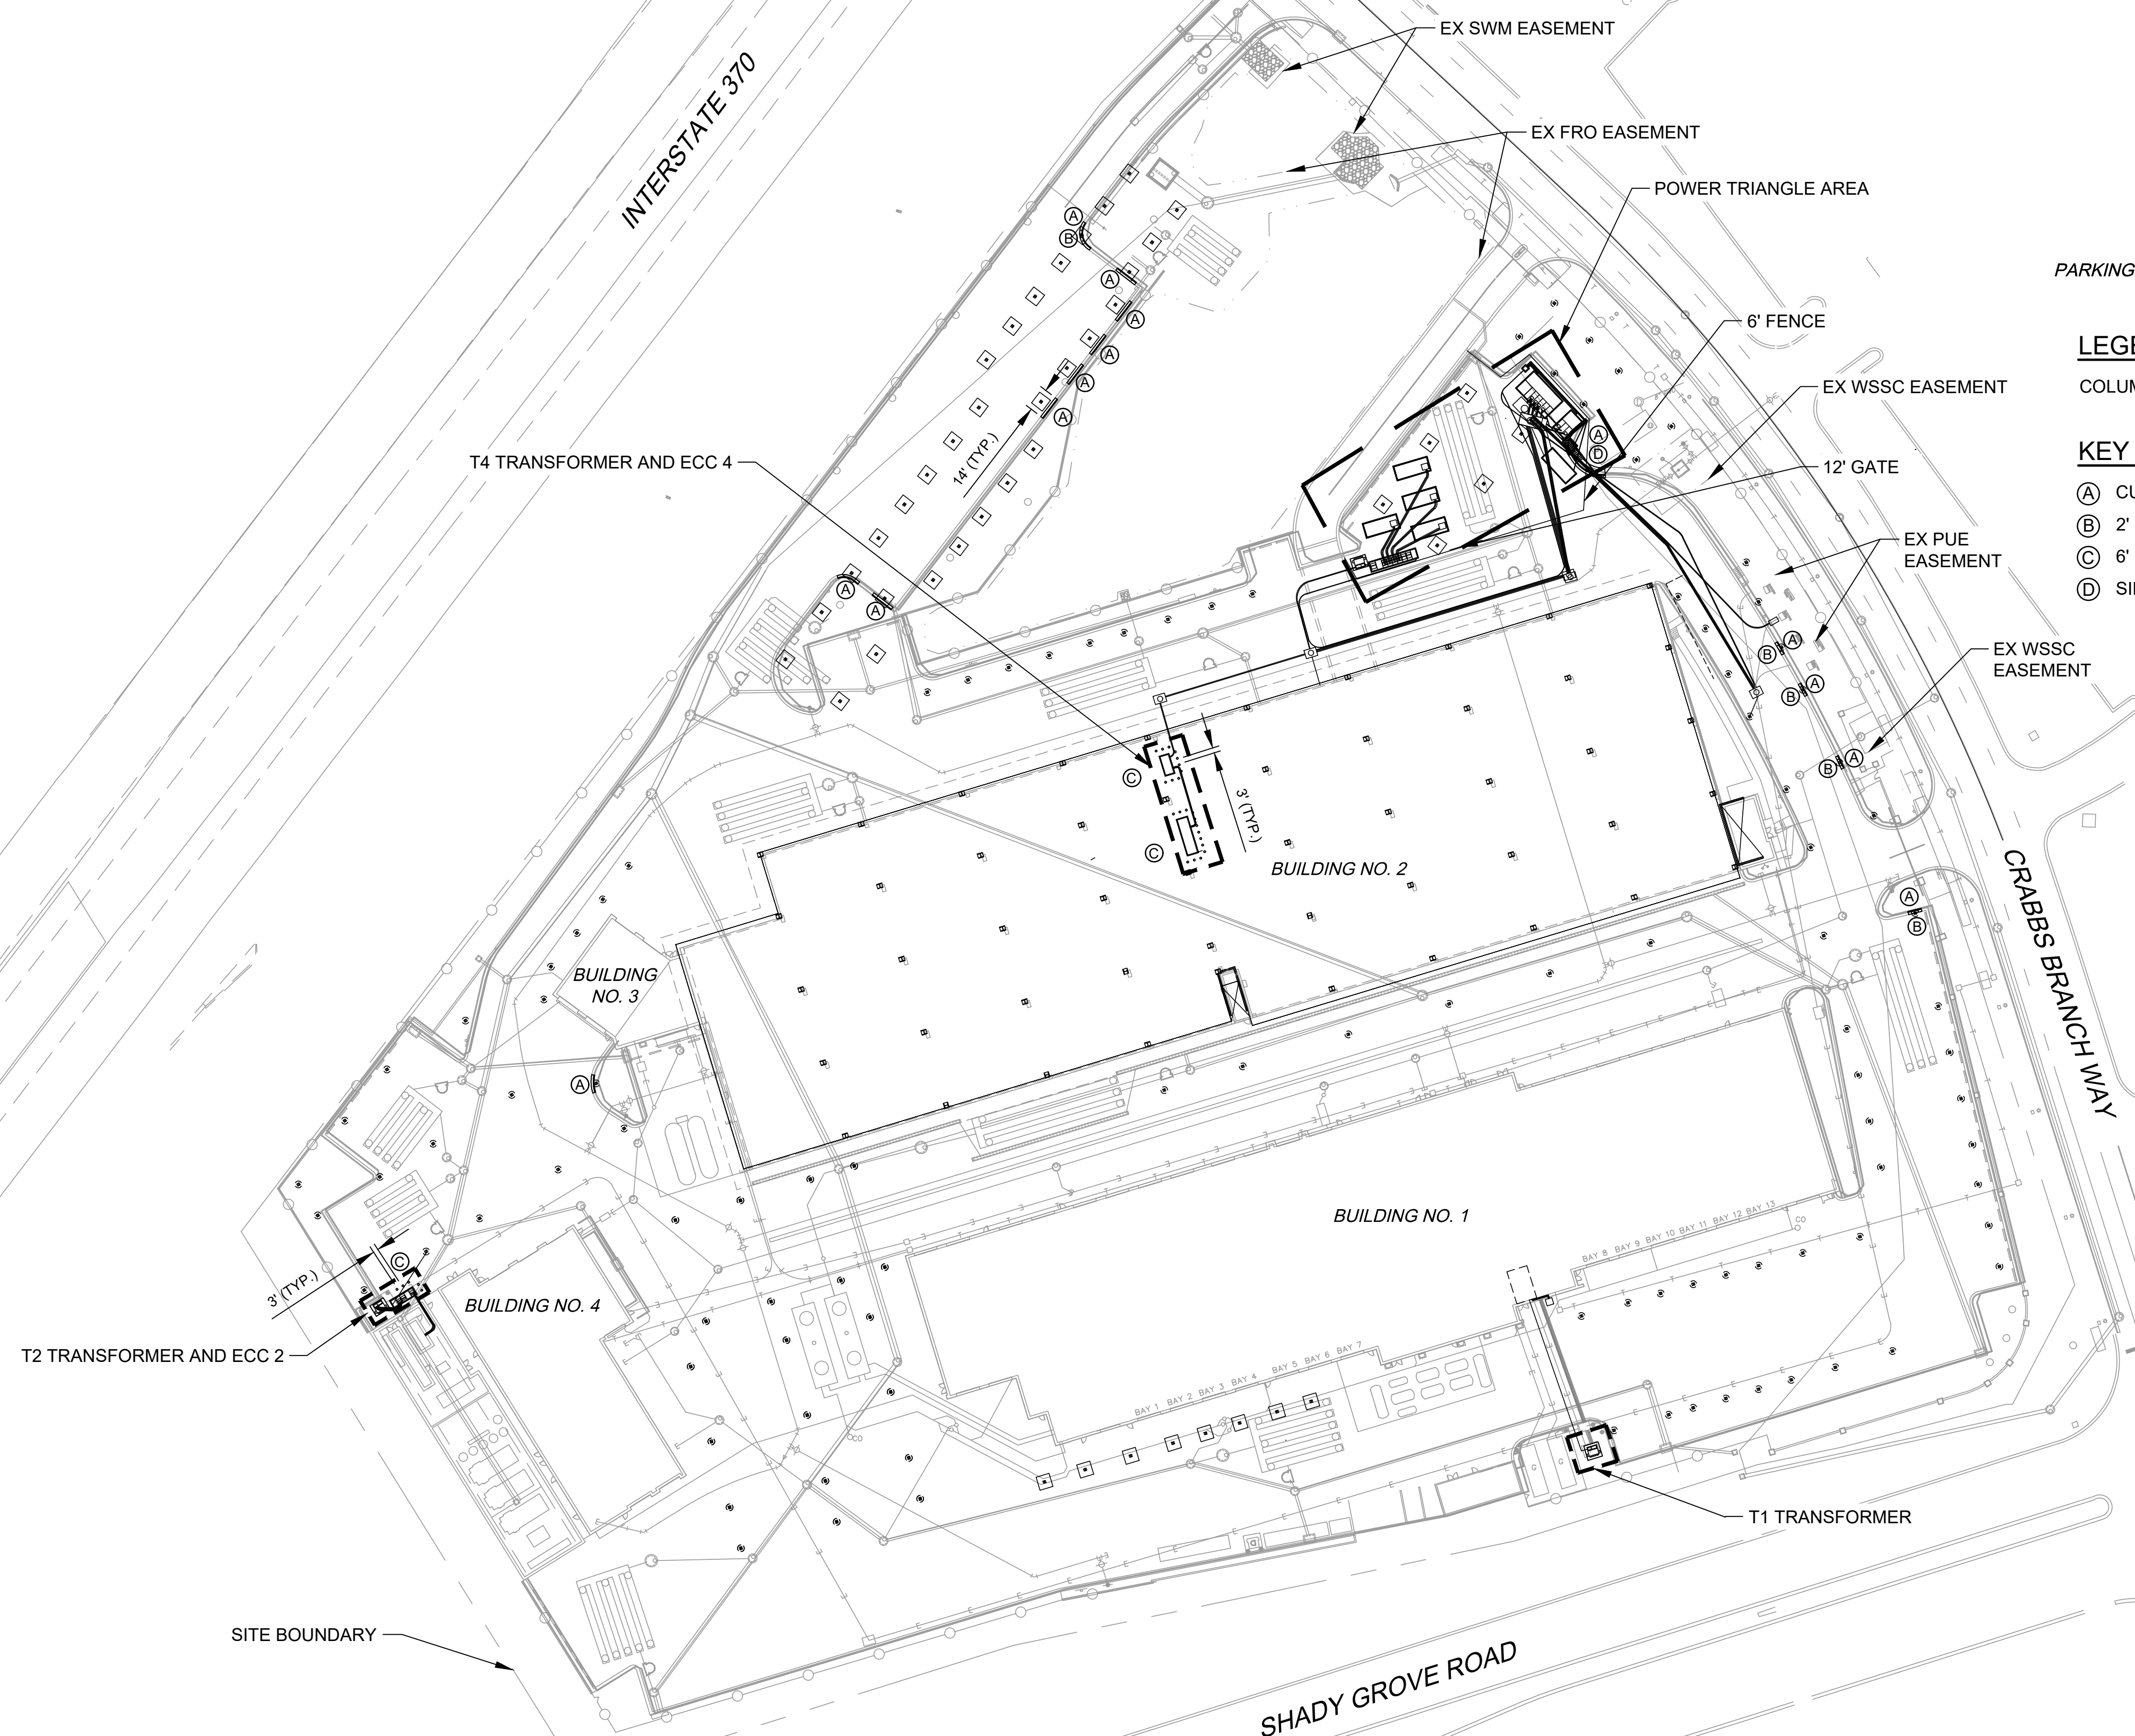 EX SWM EASEMENT
INTERSTATE 370
EX FRO EASEMENT
POWER TRIANGLE AREA
A
B
PARKING
A
6' FENCE
A
LEGE
A
EX WSSC EASEMENT
COLUM
A
A
14' (TYP.)
A
D
KEY
T4 TRANSFORMER AND ECC 4
12' GATE
A CU
B 2'
EX PUE
EASEMENT
C 6'
D SII
A
A
A
B
EX WSSC
EASEMENT
A
B
A
B
C
3' (TYP.)
C
BUILDING NO. 2
CRABBS BRANCH WAY
A
B
BUILDING
NO. 3
A
BUILDING NO. 1
BAY 8 BAY 9 BAY 10 BAY 11 BAY 12 BAY 13
CO
C
3' (TYP.)
BUILDING NO. 4
T2 TRANSFORMER AND ECC 2
BAY 1 BAY 2 BAY 3 BAY 4 BAY 5 BAY 6 BAY 7
CO
T1 TRANSFORMER
SITE BOUNDARY
SHADY GROVE ROAD